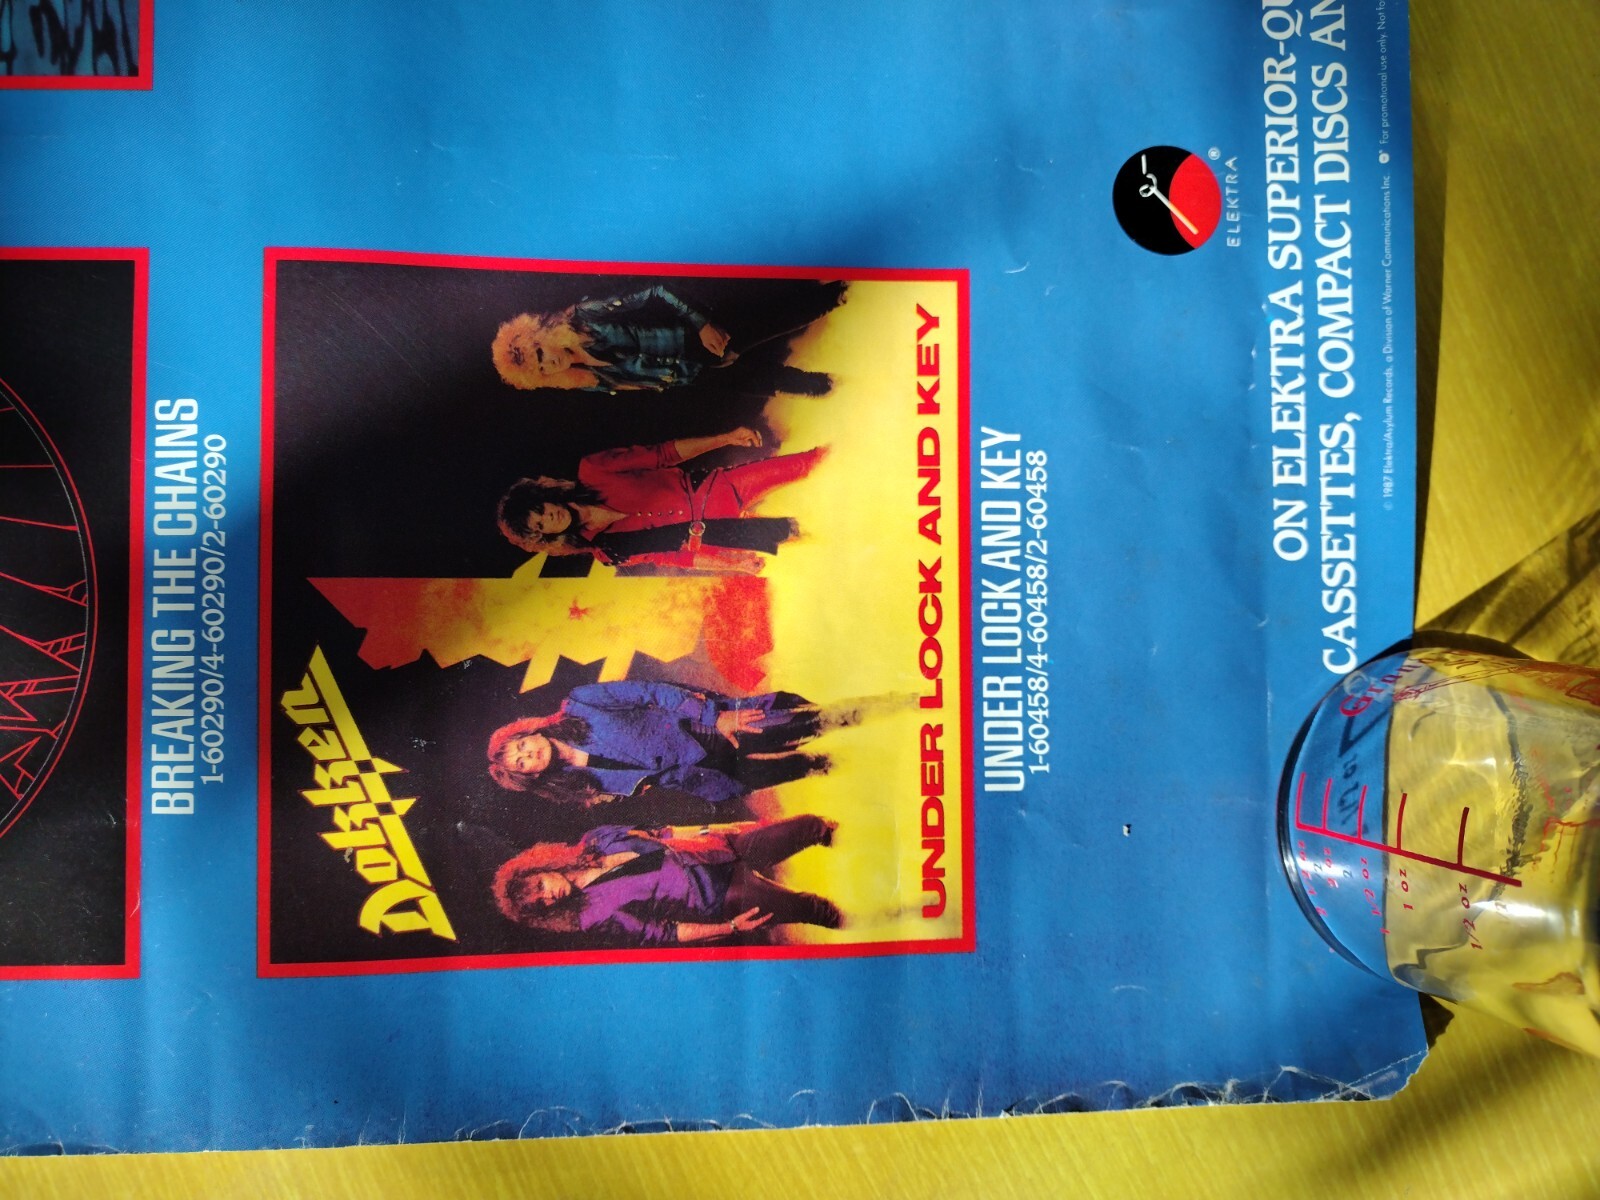 BREAKING THE CHAINS
1-60290/4-60290/2-60290
Dokken
UNDER LOCK AND KEY
UNDER LOCK AND KEY
1-60458/4-60458/2-60458
ELEKTRA®
ON ELEKTRA SUPERIOR-QU
CASSETTES, COMPACT DISCS AN
© 1987 Elektra/Asylum Records, a Division of Warner Communications Inc. For promotional use only. Not fo
1 oz
1/2 oz